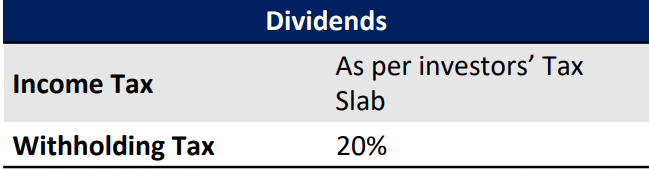 Dividends
Income Tax As per investors’ Tax
Slab
Withholding Tax 20%